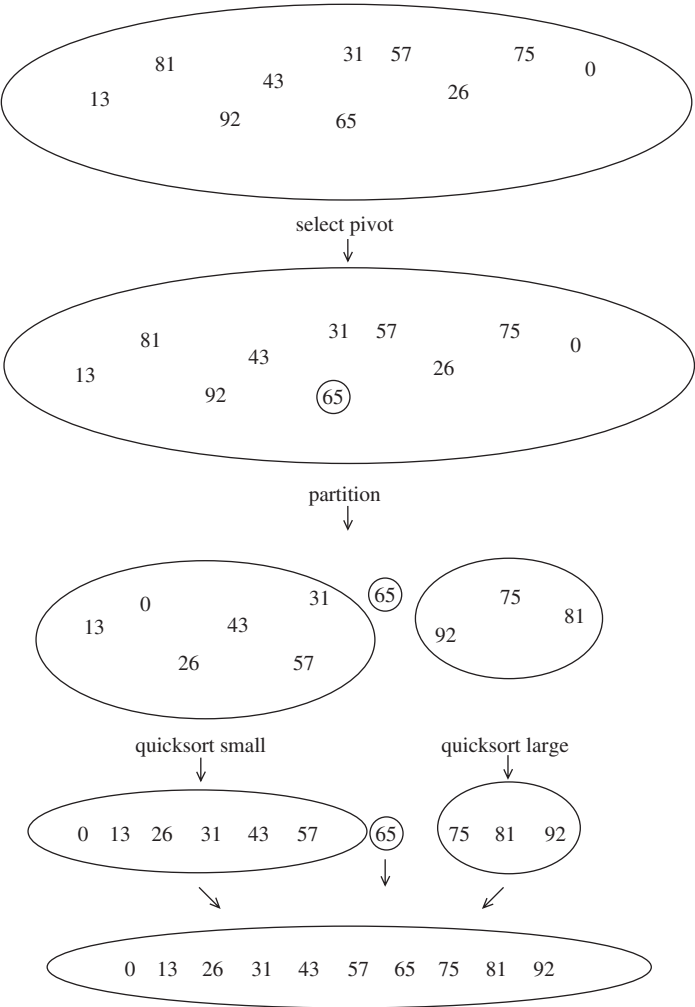 31 57 75
81 0
43
13 26
92 65
select pivot
31 57 75
81 0
43
13 26
92 65
partition
0 31 65 75
13 43 81
92
26 57
quicksort small quicksort large
0 13 26 31 43 57 65 75 81 92
0 13 26 31 43 57 65 75 81 92